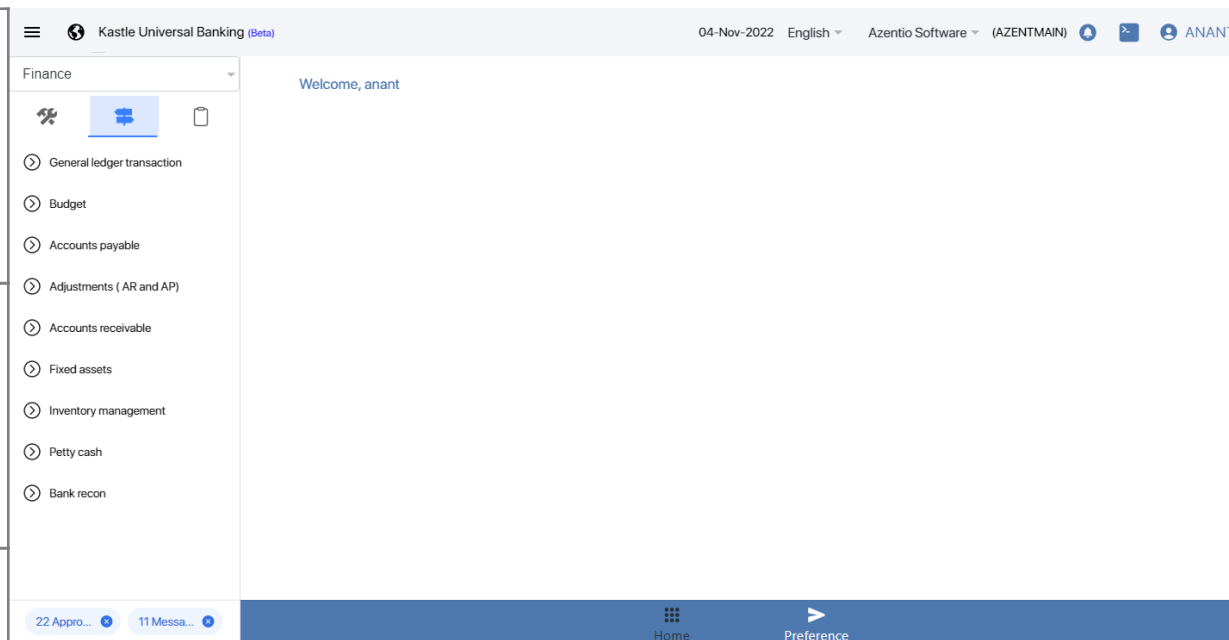 Kastle Universal Banking (Beta)
04-Nov-2022 English Azentio Software (AZENTMAIN) ANANT
Finance
Welcome, anant
General ledger transaction
Budget
Accounts payable
Adjustments ( AR and AP)
Accounts receivable
Fixed assets
Inventory management
Petty cash
Bank recon
22 Appro...
11 Messa...
Home
Preference